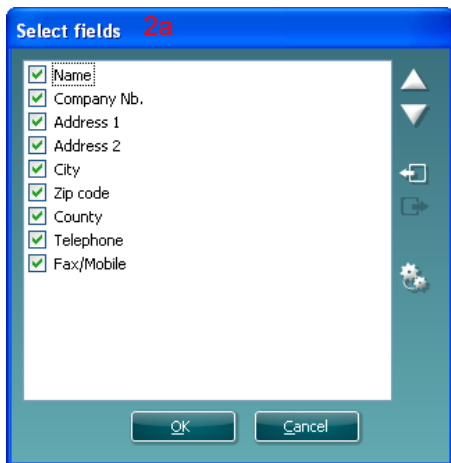 Select fields 2a
Name
Company Nb.
Address 1
Address 2
City
Zip code
County
Telephone
Fax/Mobile
OK Cancel